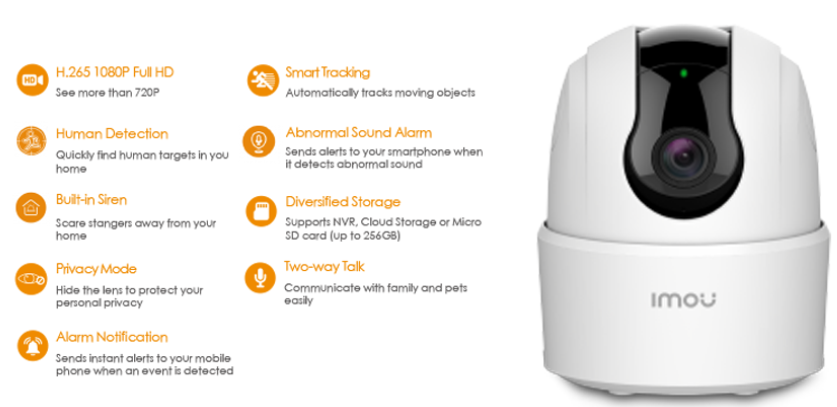 HD
H.265 1080P Full HD
See more than 720P
Human Detection
Quickly find human targets in you
home
Built-in Siren
Scare stangers away from your
home
Privacy Mode
Hide the lens to protect your
personal privacy
Alarm Notification
Sends instant alerts to your mobile
phone when an event is detected
Smart Tracking
Automatically tracks moving objects
Abnormal Sound Alarm
Sends alerts to your smartphone when
it detects abnormal sound
Diversified Storage
Supports NVR, Cloud Storage or Micro
SD card (up to 256GB)
Two-way Talk
Communicate with family and pets
easily
imou